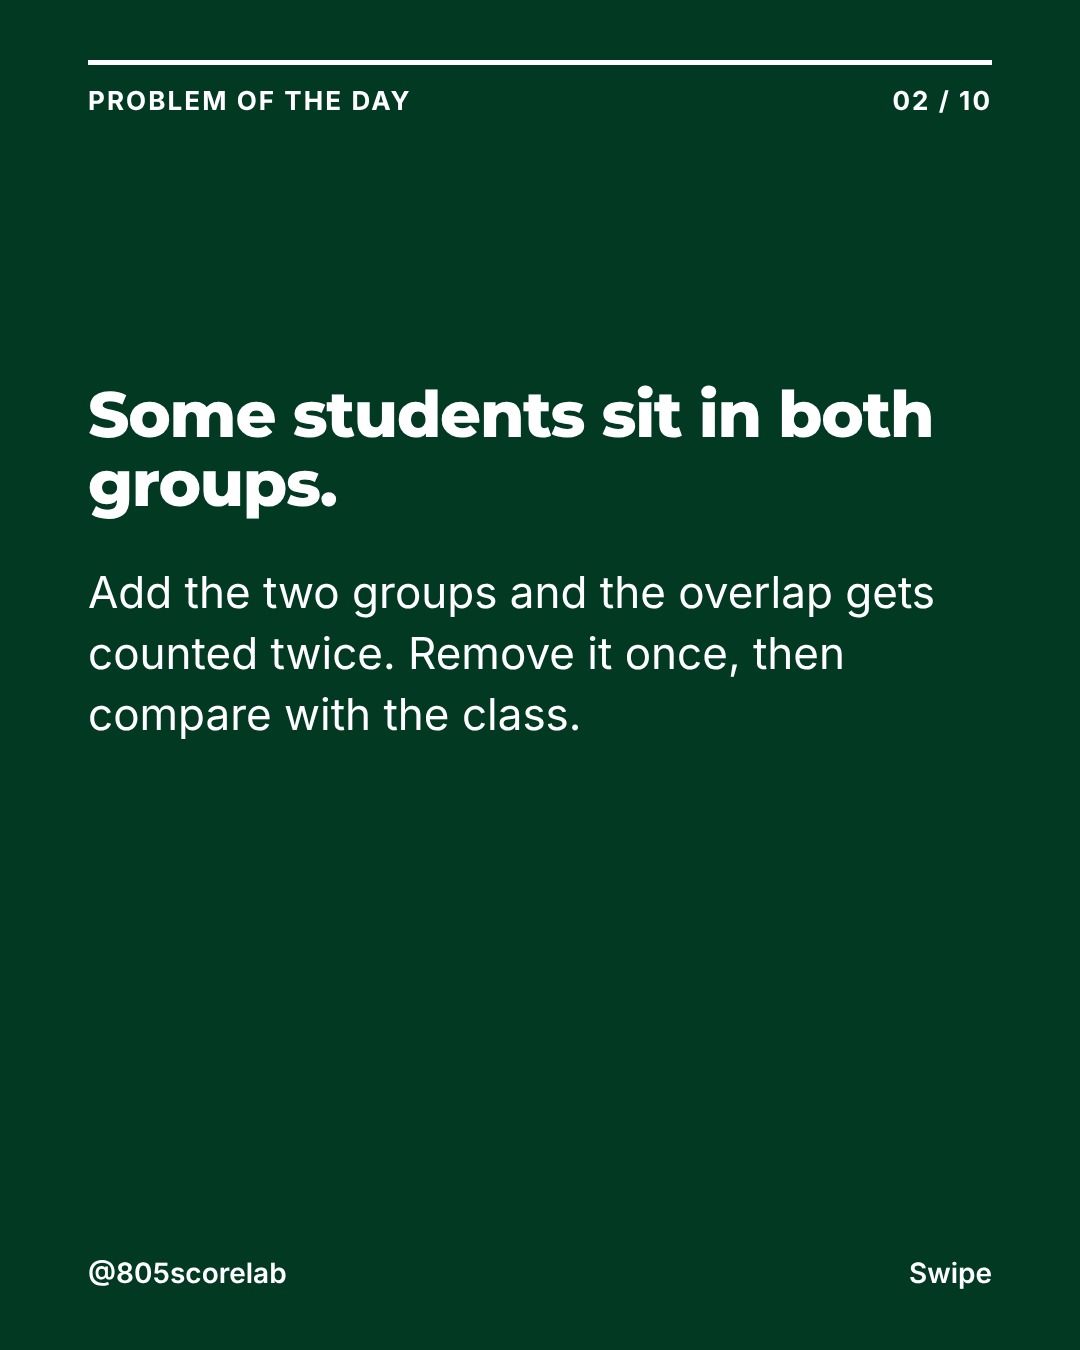 PROBLEM OF THE DAY
02 / 10
Some students sit in both
groups.
Add the two groups and the overlap gets
counted twice. Remove it once, then
compare with the class.
@805scorelab
Swipe